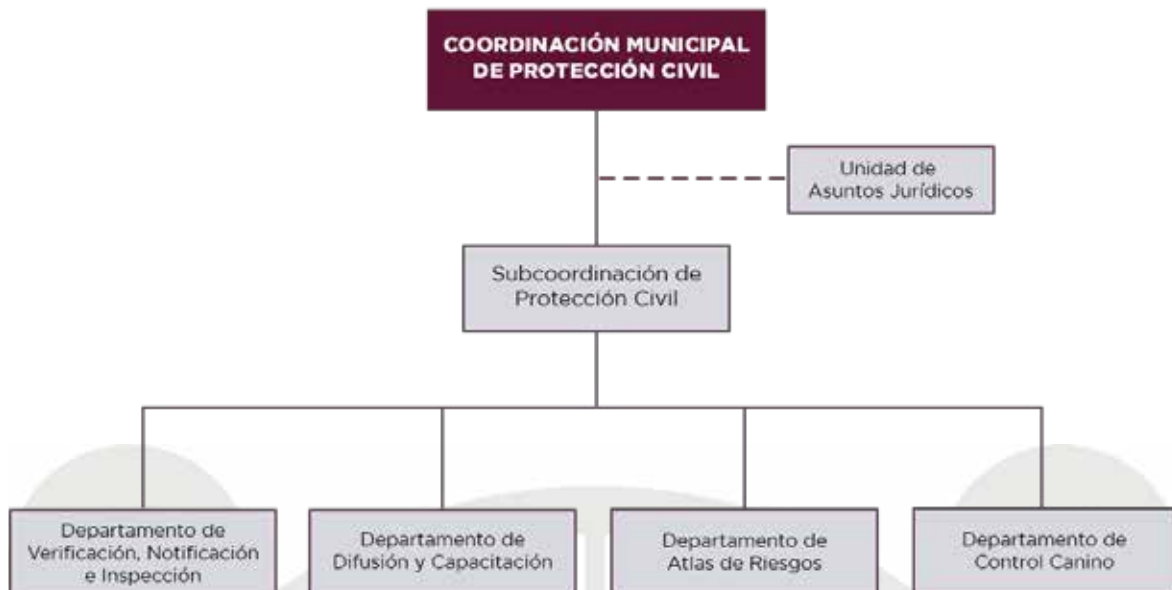 COORDINACIÓN MUNICIPAL
DE PROTECCIÓN CIVIL
Unidad de
Asuntos Jurídicos
Subcoordinación de
Protección Civil
Departamento de
Verificación, Notificación
e Inspección
Departamento de
Difusión y Capacitación
Departamento de
Atlas de Riesgos
Departamento de
Control Canino